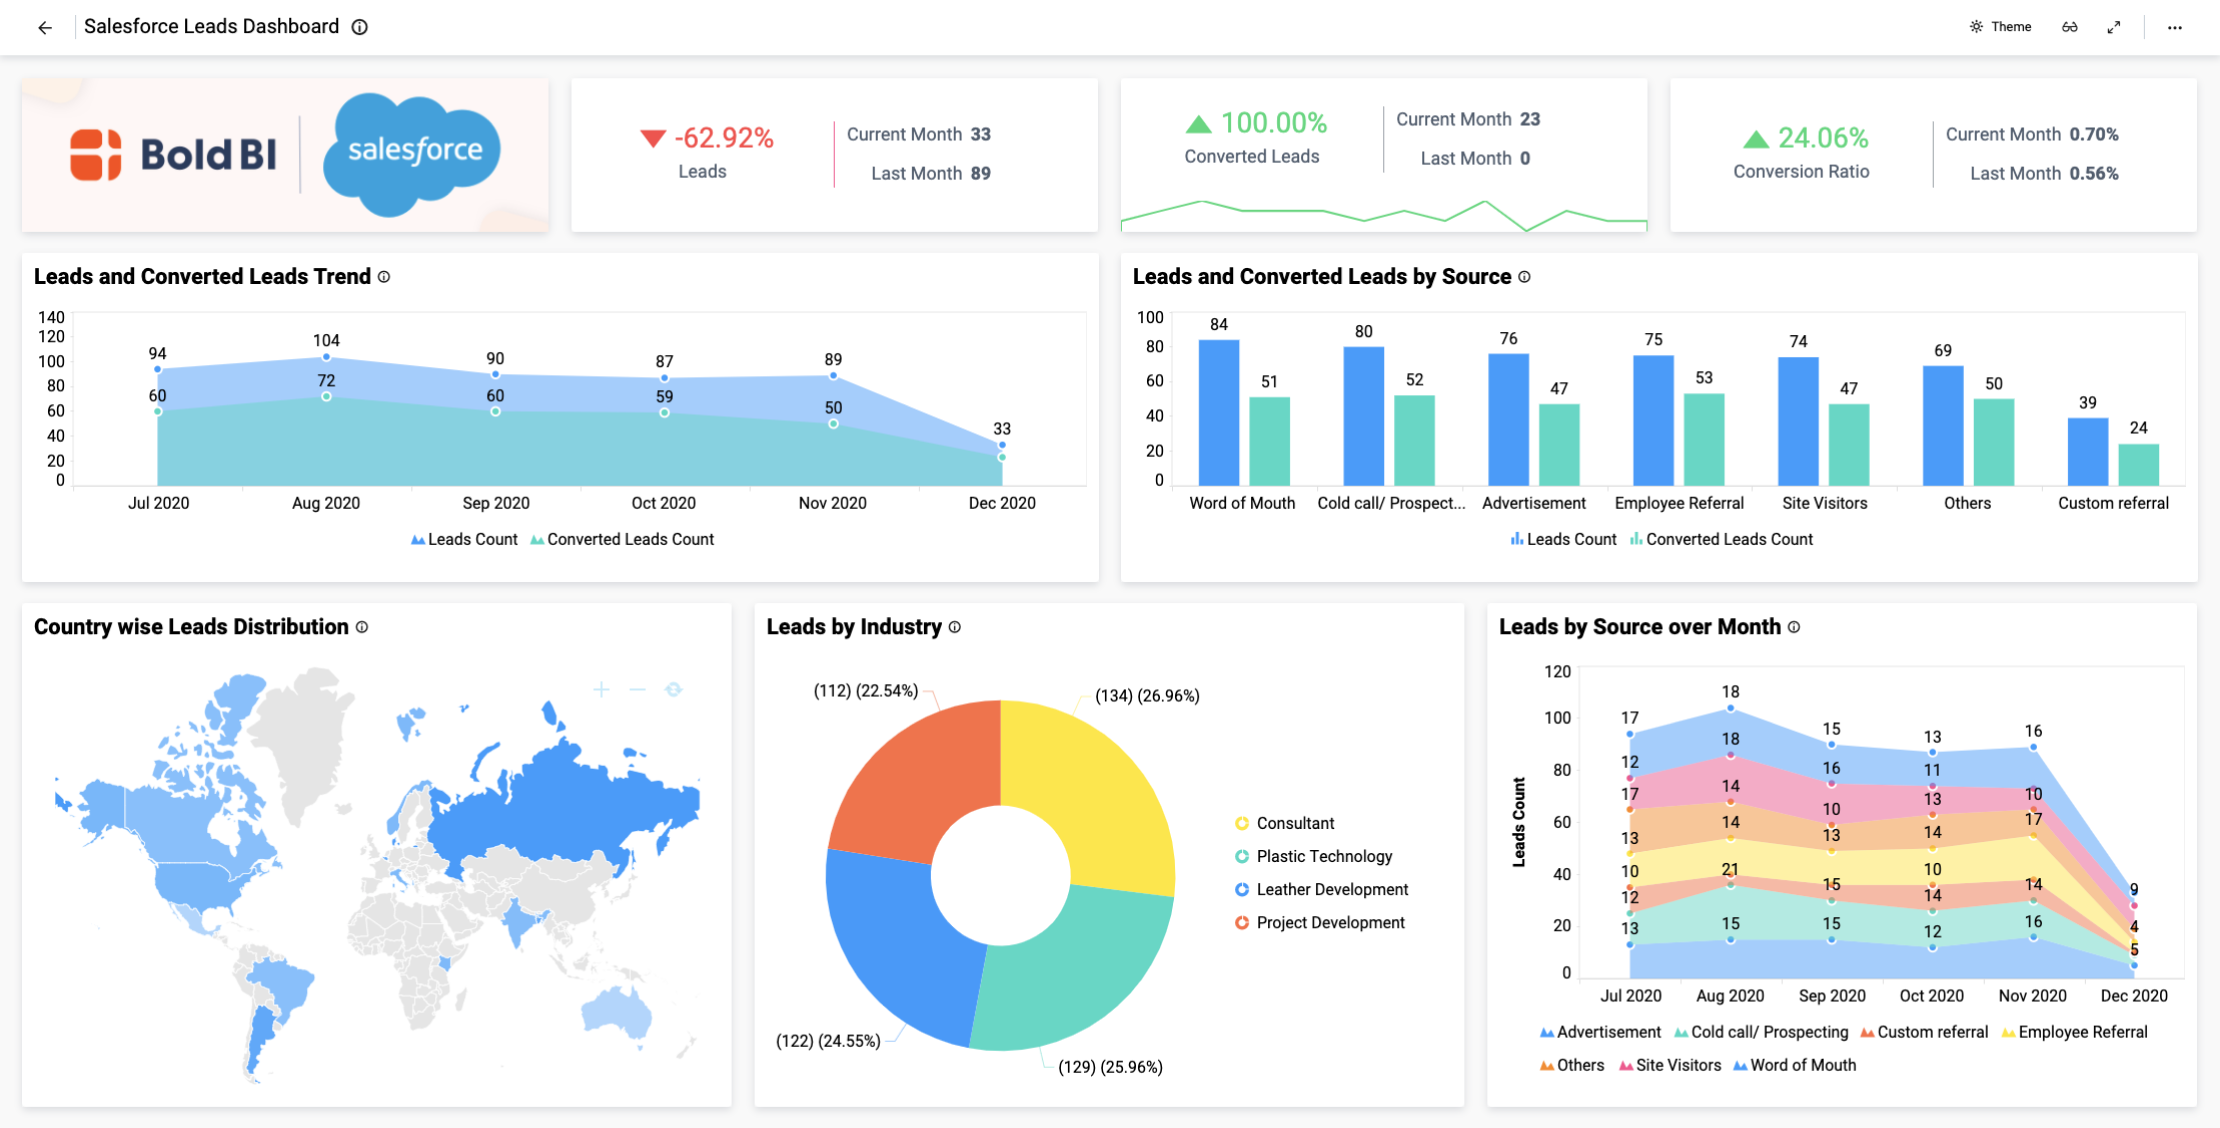 Salesforce Leads Dashboard
Theme
Bold BI
salesforce
-62.92%
Leads
Current Month 33
Last Month 89
100.00%
Converted Leads
Current Month 23
Last Month 0
24.06%
Conversion Ratio
Current Month 0.70%
Last Month 0.56%
Leads and Converted Leads Trend
140
120
100
80
60
40
20
0
94 104 90 87 89 33
60 72 60 59 50
Jul 2020 Aug 2020 Sep 2020 Oct 2020 Nov 2020 Dec 2020
Leads Count Converted Leads Count
Leads and Converted Leads by Source
100
80
60
40
20
0
84 51 80 52 76 47 75 53 74 47 69 50 39 24
Word of Mouth Cold call/ Prospect... Advertisement Employee Referral Site Visitors Others Custom referral
Leads Count Converted Leads Count
Country wise Leads Distribution
Leads by Industry
(112) (22.54%)
(134) (26.96%)
(122) (24.55%)
(129) (25.96%)
Consultant
Plastic Technology
Leather Development
Project Development
Leads by Source over Month
Leads Count
120
100
80
60
40
20
0
17 18 15 13 16 9
12 18 16 11 10 4
17 14 10 13 17 5
13 14 13 14 14
10 21 15 10 16
12 15 15 14
13 12
Jul 2020 Aug 2020 Sep 2020 Oct 2020 Nov 2020 Dec 2020
Advertisement Cold call/ Prospecting Custom referral Employee Referral
Others Site Visitors Word of Mouth